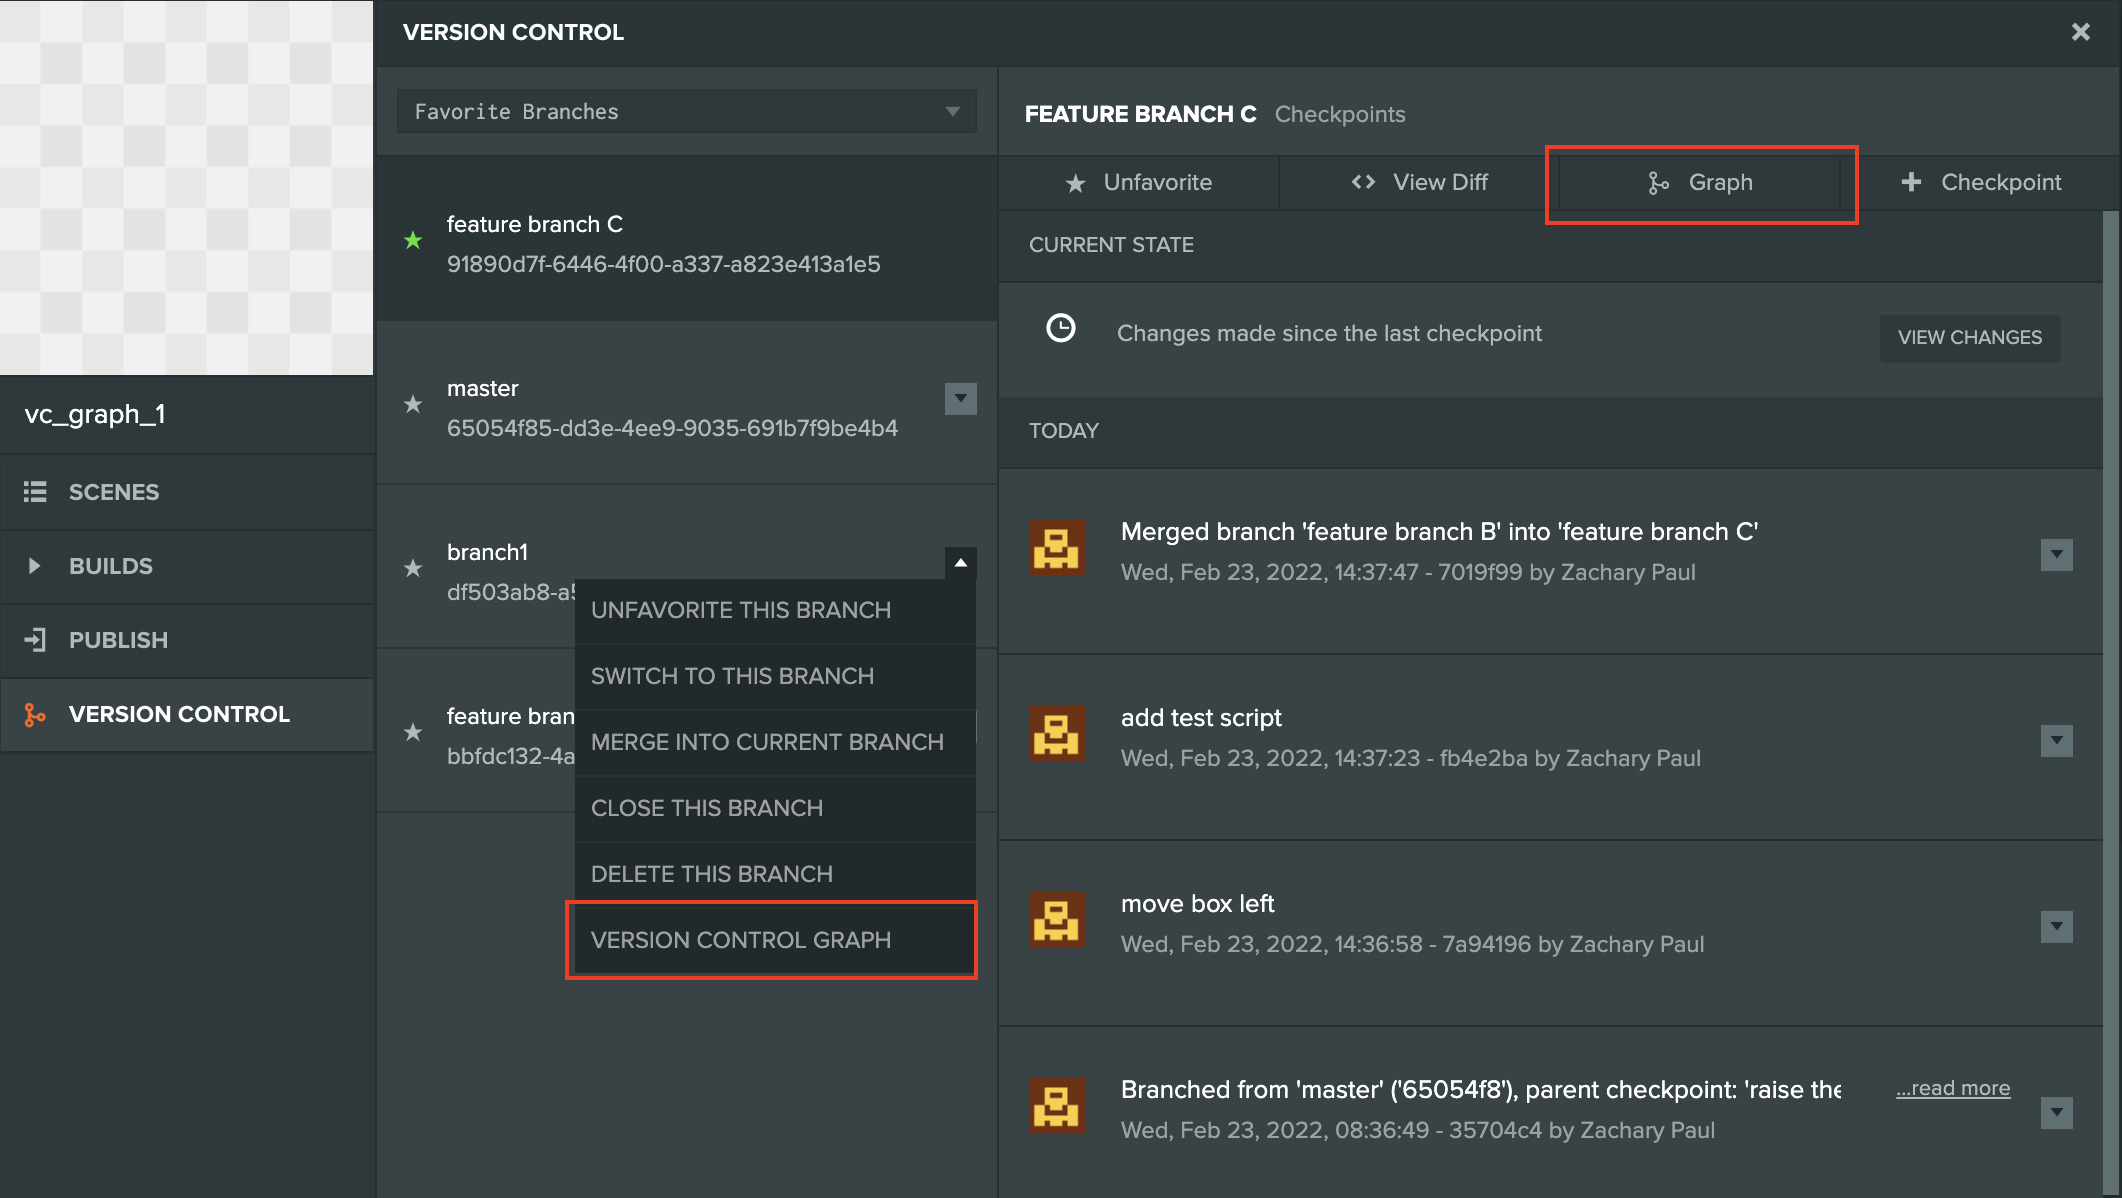 VERSION CONTROL
vc_graph_1
SCENES
BUILDS
PUBLISH
VERSION CONTROL
Favorite Branches
feature branch C
91890d7f-6446-4f00-a337-a823e413a1e5
master
65054f85-dd3e-4ee9-9035-691b7f9be4b4
branch1
df503ab8-a5
feature bran
bbfdc132-4a
UNFAVORITE THIS BRANCH
SWITCH TO THIS BRANCH
MERGE INTO CURRENT BRANCH
CLOSE THIS BRANCH
DELETE THIS BRANCH
VERSION CONTROL GRAPH
FEATURE BRANCH C Checkpoints
Unfavorite View Diff Graph Checkpoint
CURRENT STATE
Changes made since the last checkpoint VIEW CHANGES
TODAY
Merged branch 'feature branch B' into 'feature branch C'
Wed, Feb 23, 2022, 14:37:47 - 7019f99 by Zachary Paul
add test script
Wed, Feb 23, 2022, 14:37:23 - fb4e2ba by Zachary Paul
move box left
Wed, Feb 23, 2022, 14:36:58 - 7a94196 by Zachary Paul
Branched from 'master' ('65054f8'), parent checkpoint: 'raise the ...read more
Wed, Feb 23, 2022, 08:36:49 - 35704c4 by Zachary Paul